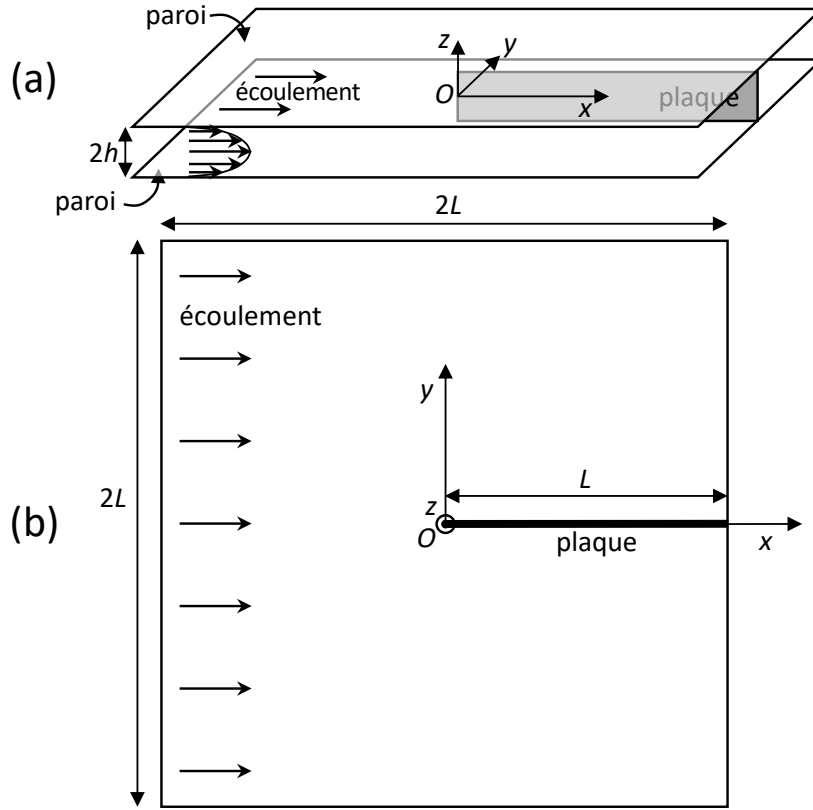 paroi
(a)
écoulement
z
y
O
x
plaque
2h
paroi
2L
écoulement
y
L
2L
(b)
z
O
plaque
x